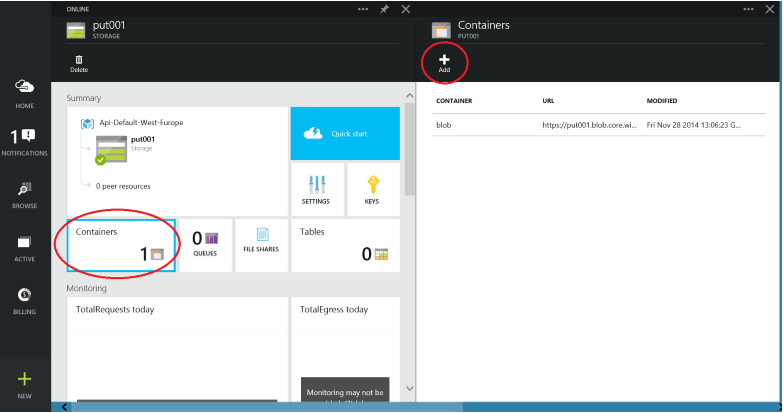 ONLINE
put001
STORAGE
Delete
HOME
1
NOTIFICATIONS
BROWSE
ACTIVE
BILLING
NEW
Summary
Api-Default-West-Europe
put001
Storage
0 peer resources
Quick start
SETTINGS
KEYS
Containers
1
0
QUEUES
FILE SHARES
Tables
0
Monitoring
TotalRequests today
TotalEgress today
Monitoring may not be
Containers
PUT001
Add
CONTAINER URL MODIFIED
blob https://put001.blob.core.wi... Fri Nov 28 2014 13:06:23 G...